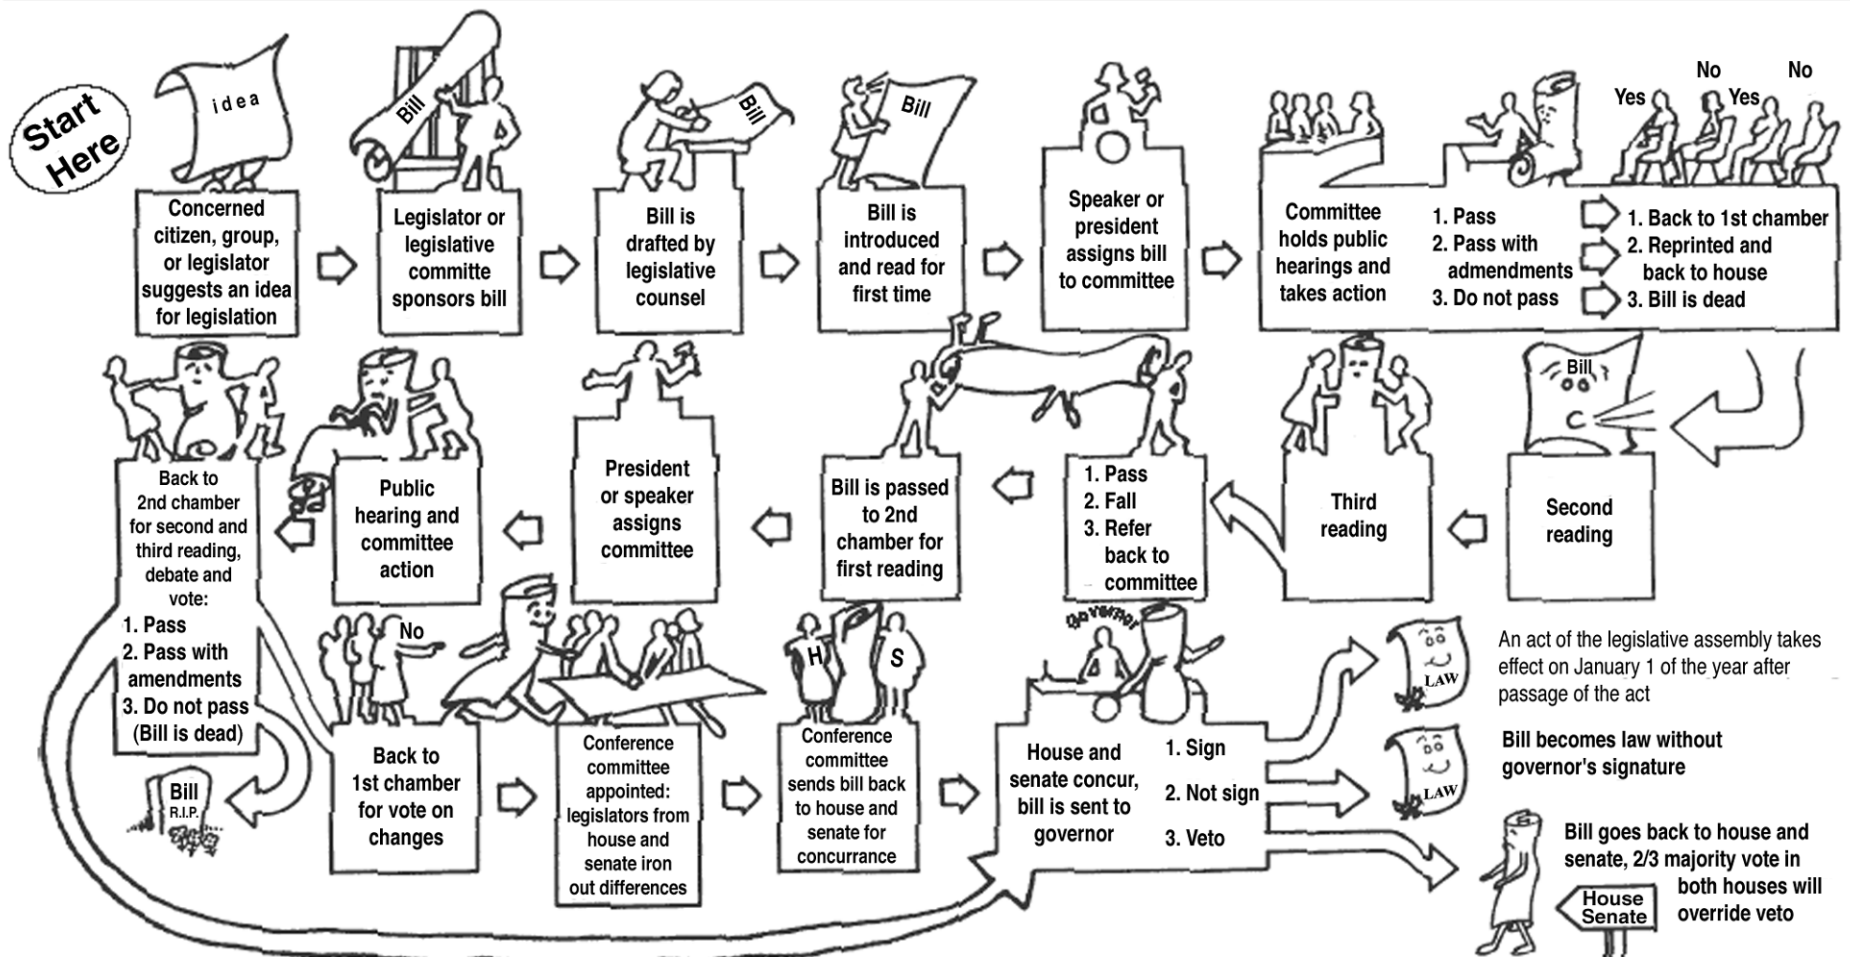 Start
Here
idea
Concerned
citizen, group,
or legislator
suggests an idea
for legislation
Bill
Legislator or
legislative
committe
sponsors bill
Bill
Bill is
drafted by
legislative
counsel
Bill
Bill is
introduced
and read for
first time
Speaker or
president
assigns bill
to committee
Yes
No
Yes
No
Committee
holds public
hearings and
takes action
1. Pass
2. Pass with
admendments
3. Do not pass
1. Back to 1st chamber
2. Reprinted and
back to house
3. Bill is dead
Bill
Second
reading
Third
reading
1. Pass
2. Fall
3. Refer
back to
committee
Bill is passed
to 2nd
chamber for
first reading
President
or speaker
assigns
committee
Public
hearing and
committee
action
Back to
2nd chamber
for second and
third reading,
debate and
vote:
1. Pass
2. Pass with
amendments
3. Do not pass
(Bill is dead)
Bill
R.I.P.
No
Back to
1st chamber
for vote on
changes
Conference
committee
appointed:
legislators from
house and
senate iron
out differences
H
S
Conference
committee
sends bill back
to house and
senate for
concurrance
Governor
House and
senate concur,
bill is sent to
governor
1. Sign
2. Not sign
3. Veto
LAW
An act of the legislative assembly takes
effect on January 1 of the year after
passage of the act
LAW
Bill becomes law without
governor's signature
Bill goes back to house and
senate, 2/3 majority vote in
both houses will
override veto
House
Senate